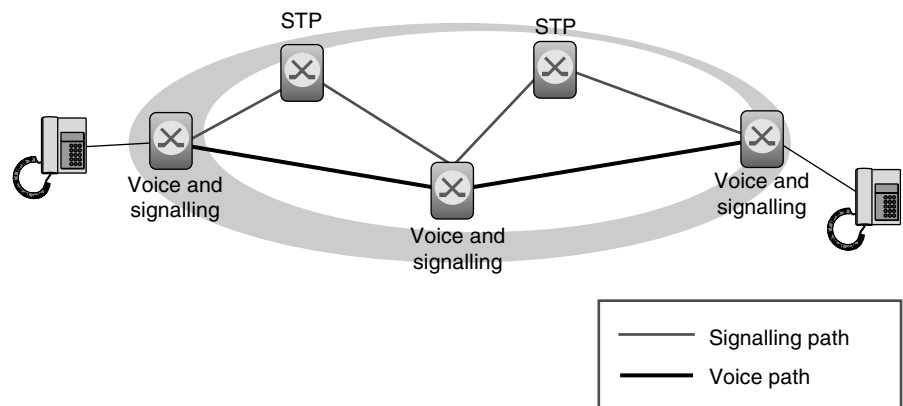 STP
STP
Voice and
signalling
Voice and
signalling
Voice and
signalling
Signalling path
Voice path